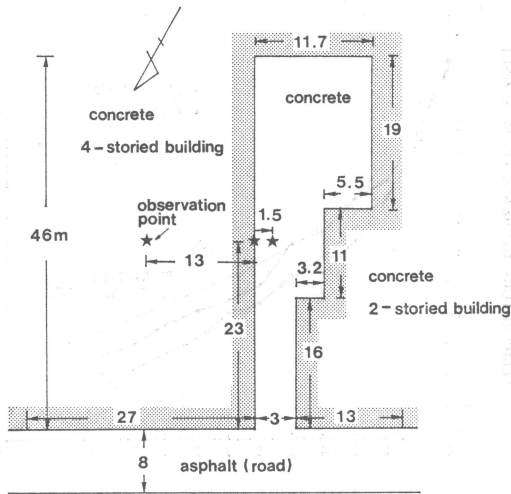 11.7
concrete
concrete
4-storied building
19
5.5
observation
point
1.5
46m
13
3.2
11
concrete
2-storied building
23
16
27
3
13
8
asphalt (road)